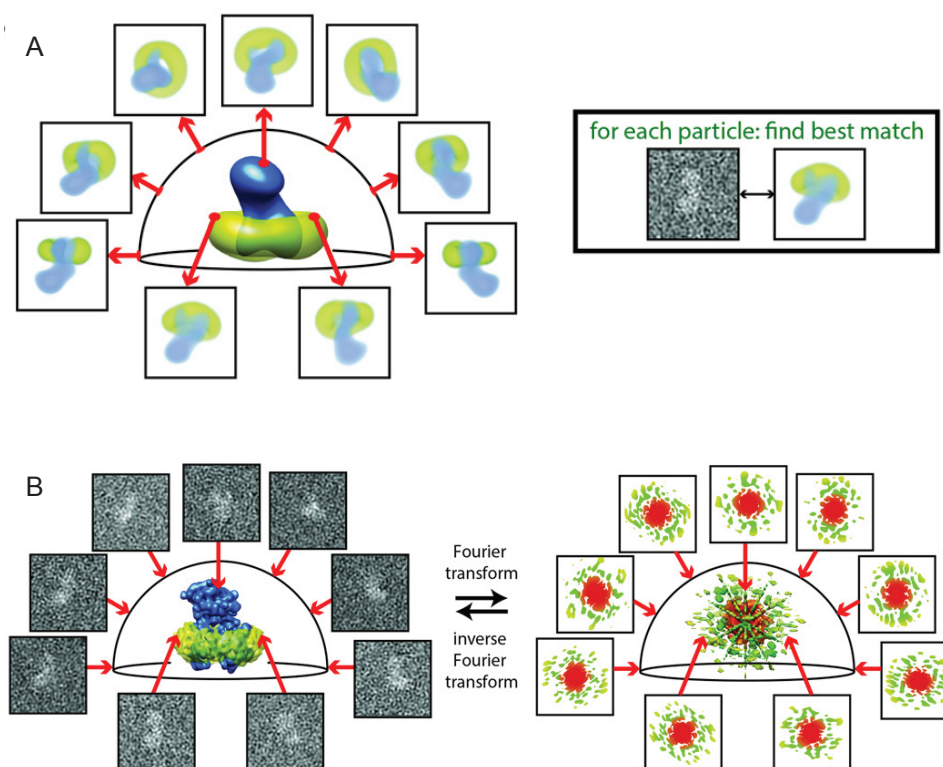 A
for each particle: find best match
B
Fourier
transform
inverse
Fourier
transform